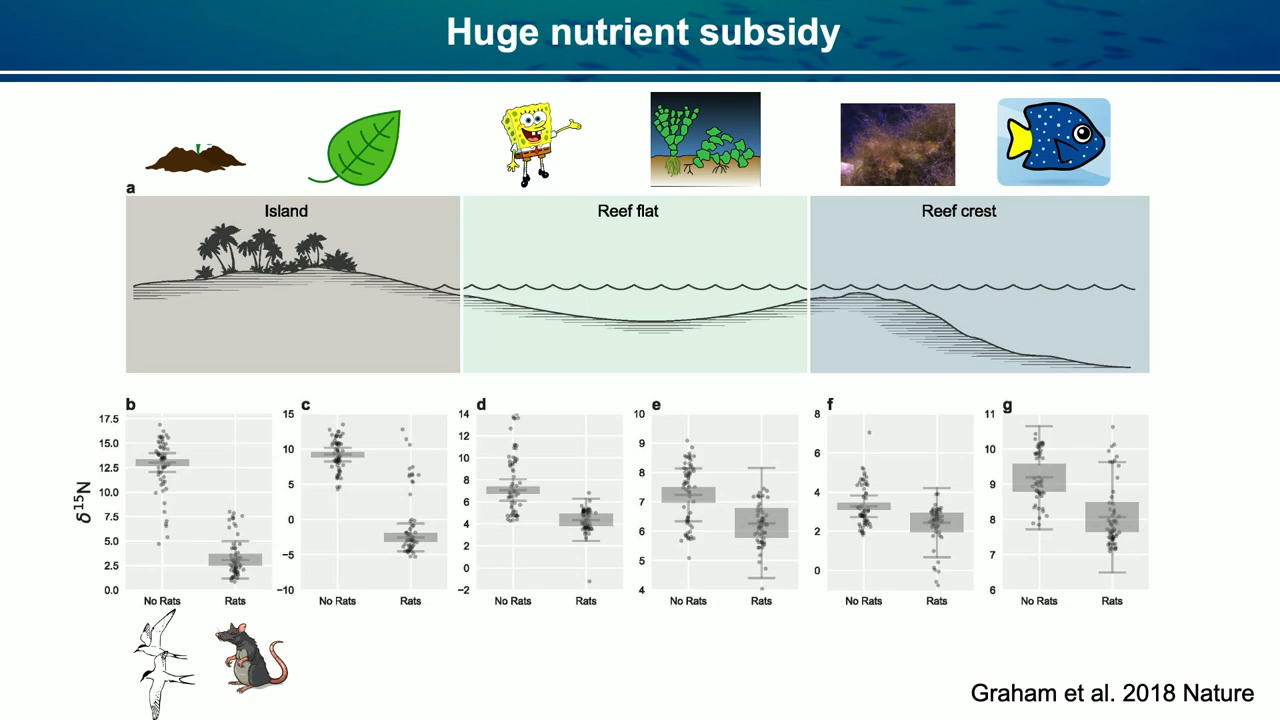 Huge nutrient subsidy
a
Island
Reef flat
Reef crest
b
c
d
e
f
g
δ15N
17.5
15.0
12.5
10.0
7.5
5.0
2.5
0.0
15
10
5
0
−5
−10
14
12
10
8
6
4
2
0
−2
10
9
8
7
6
5
4
8
6
4
2
0
11
10
9
8
7
6
No Rats Rats
No Rats Rats
No Rats Rats
No Rats Rats
No Rats Rats
No Rats Rats
Graham et al. 2018 Nature